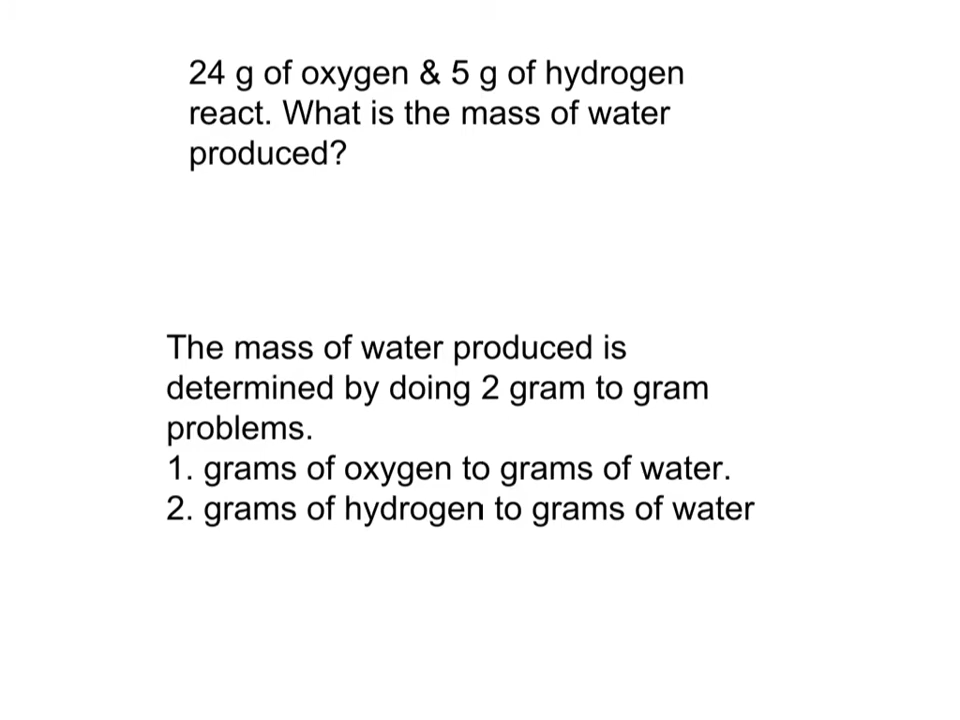 24 g of oxygen & 5 g of hydrogen
react. What is the mass of water
produced?
The mass of water produced is
determined by doing 2 gram to gram
problems.
1. grams of oxygen to grams of water.
2. grams of hydrogen to grams of water